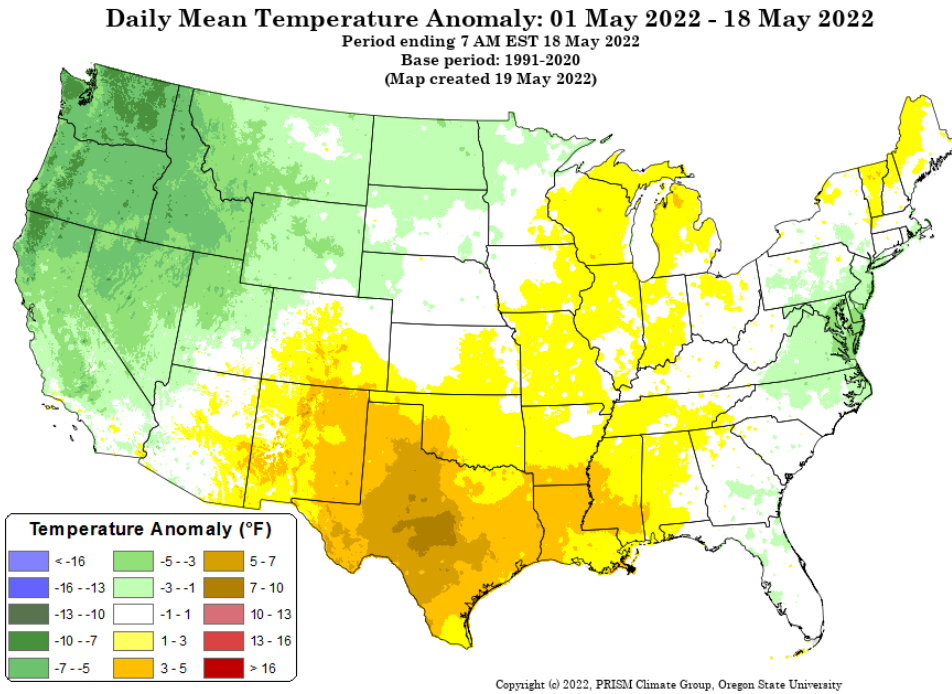 Daily Mean Temperature Anomaly: 01 May 2022 - 18 May 2022
Period ending 7 AM EST 18 May 2022
Base period: 1991-2020
(Map created 19 May 2022)
Temperature Anomaly (°F)
< -16 -5 - -3 5 - 7
-16 - -13 -3 - -1 7 - 10
-13 - -10 -1 - 1 10 - 13
-10 - -7 1 - 3 13 - 16
-7 - -5 3 - 5 > 16
Copyright (c) 2022, PRISM Climate Group, Oregon State University